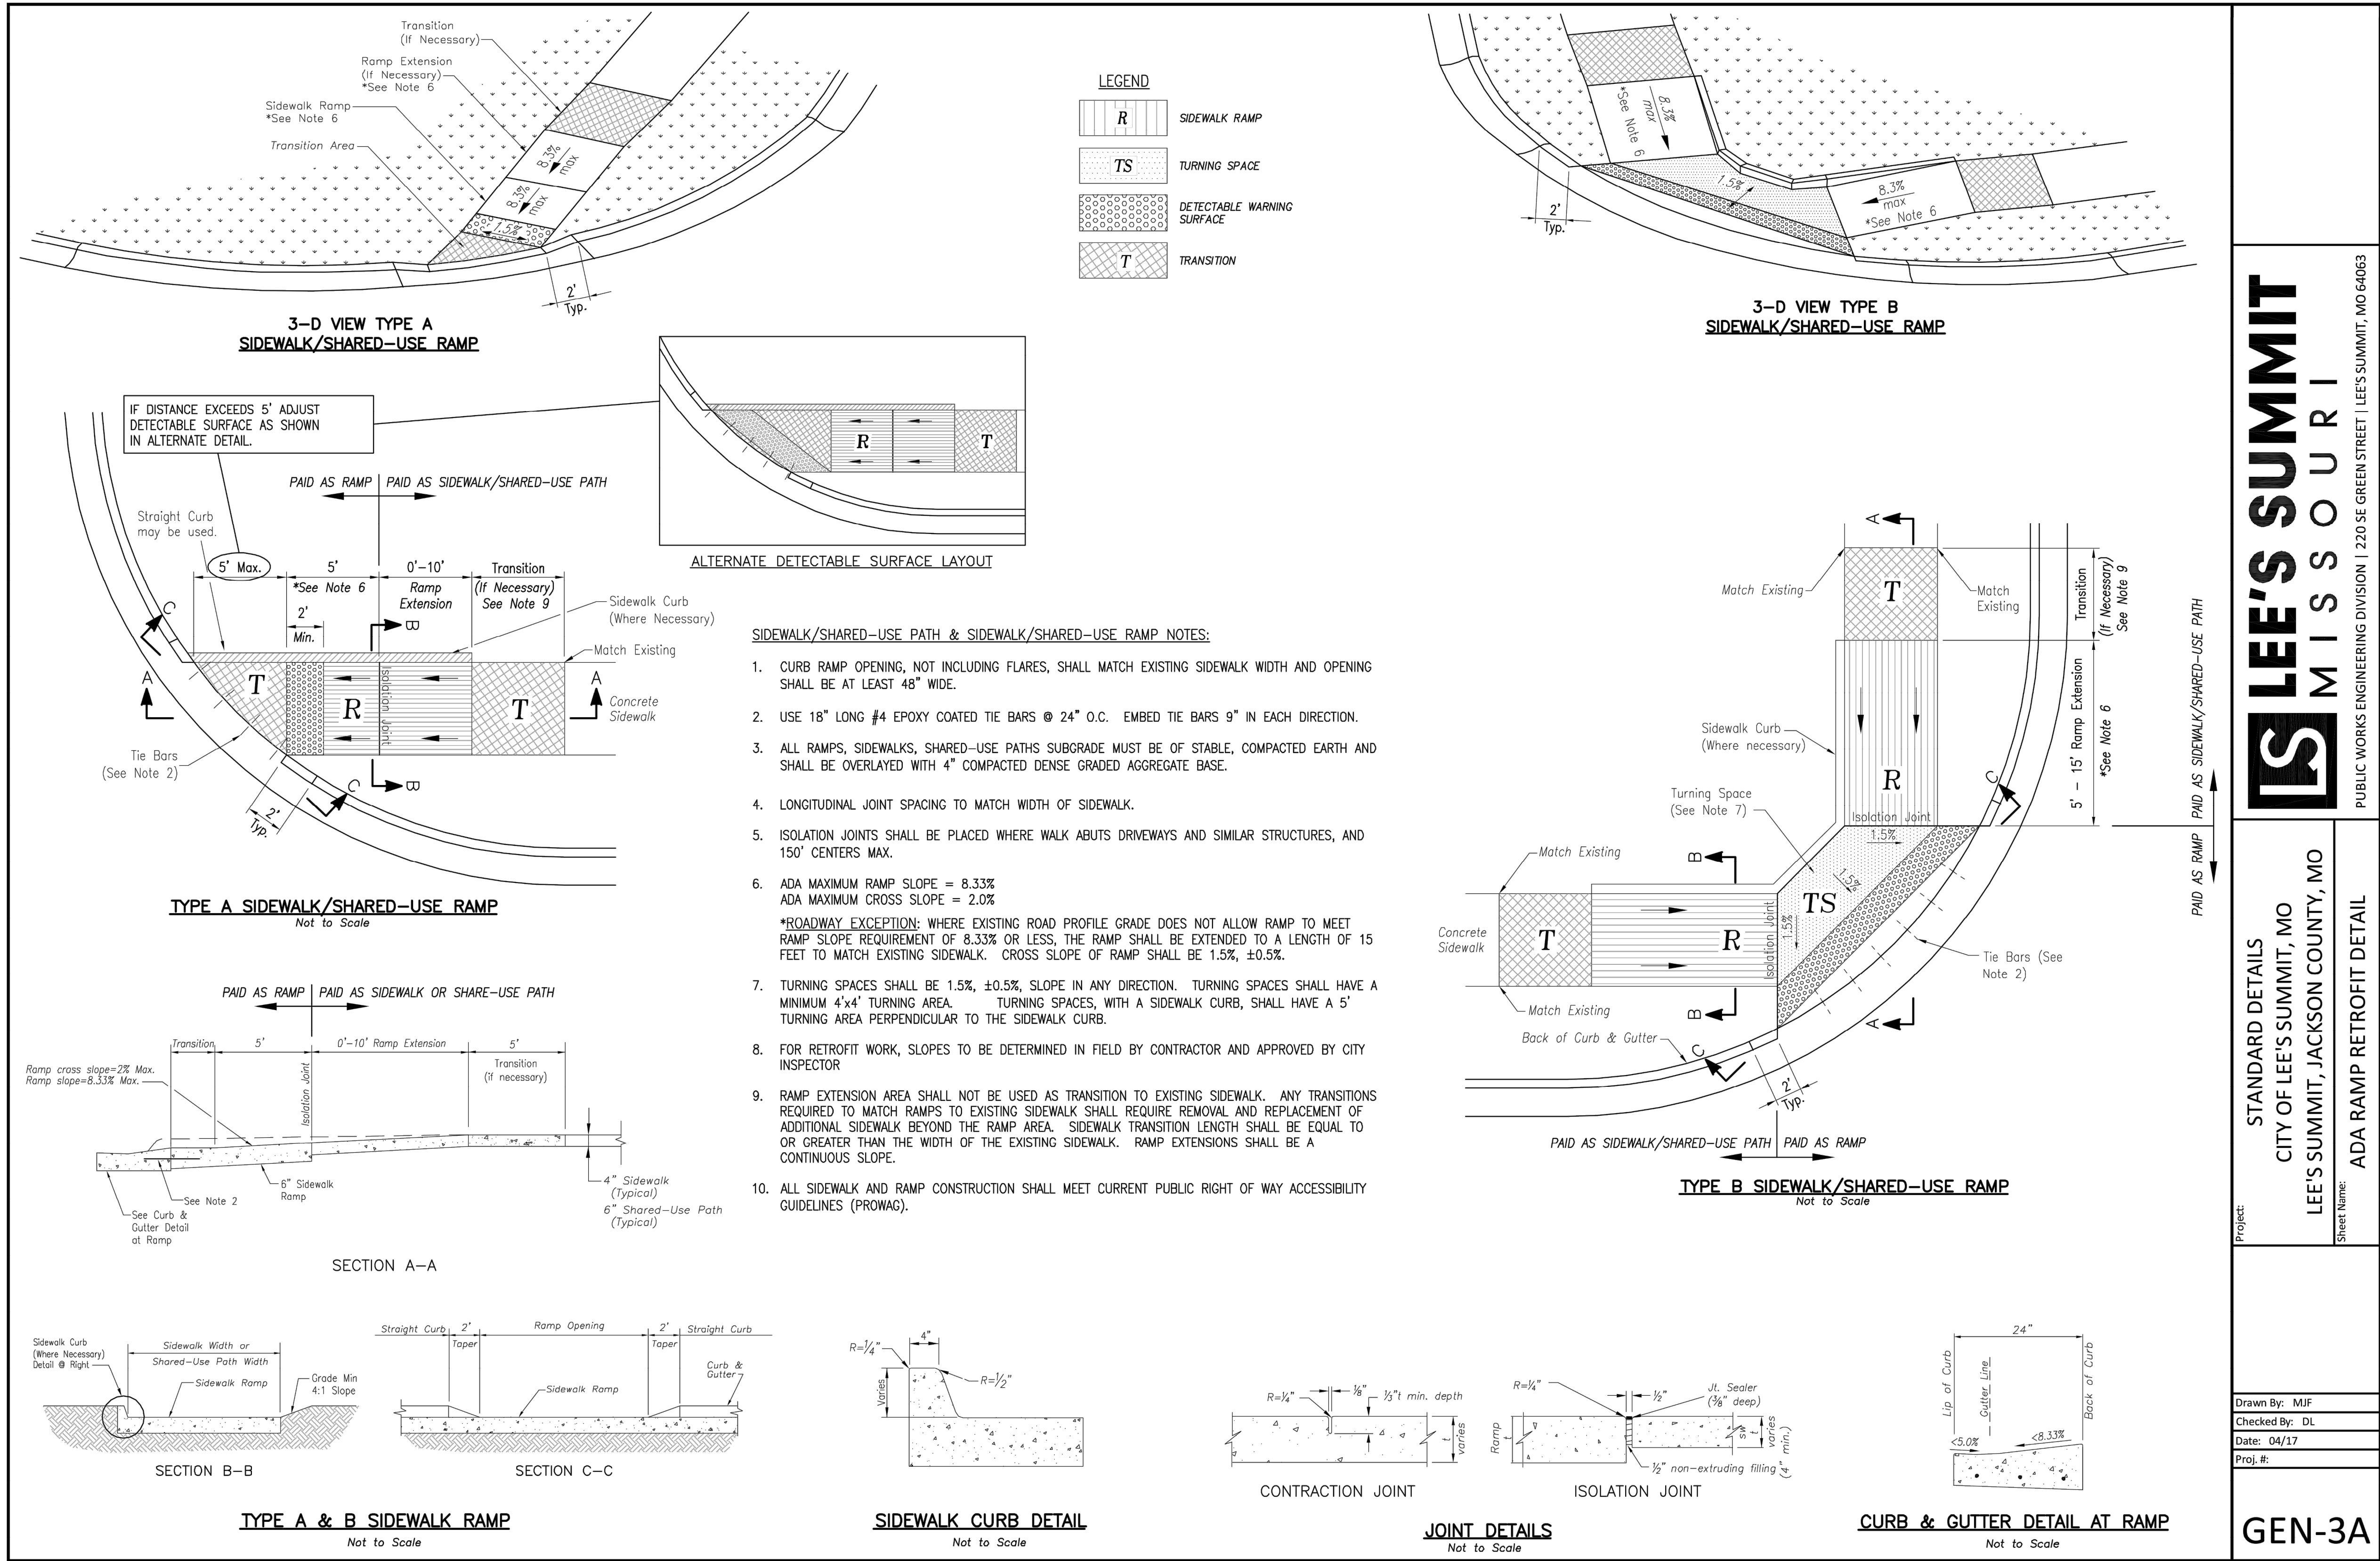 Transition
(If Necessary)
Ramp Extension
(If Necessary)
*See Note 6
Sidewalk Ramp
*See Note 6
Transition Area
8.3%
max
8.3%
max
1.5%
2'
Typ.
3-D VIEW TYPE A
SIDEWALK/SHARED-USE RAMP
LEGEND
R SIDEWALK RAMP
TS TURNING SPACE
DETECTABLE WARNING
SURFACE
T TRANSITION
8.3%
max
*See Note 6
1.5%
8.3%
max
*See Note 6
2'
Typ.
3-D VIEW TYPE B
SIDEWALK/SHARED-USE RAMP
IF DISTANCE EXCEEDS 5' ADJUST
DETECTABLE SURFACE AS SHOWN
IN ALTERNATE DETAIL.
R
T
ALTERNATE DETECTABLE SURFACE LAYOUT
PAID AS RAMP PAID AS SIDEWALK/SHARED-USE PATH
Straight Curb
may be used.
5' Max.
5'
*See Note 6
2'
Min.
0'-10'
Ramp
Extension
Transition
(If Necessary)
See Note 9
Sidewalk Curb
(Where Necessary)
Match Existing
C
B
A
T
R
Isolation Joint
T
A
Concrete
Sidewalk
Tie Bars
(See Note 2)
C
B
2'
Typ.
TYPE A SIDEWALK/SHARED-USE RAMP
Not to Scale
PAID AS RAMP PAID AS SIDEWALK OR SHARE-USE PATH
Transition
5'
0'-10' Ramp Extension
5'
Transition
(if necessary)
Ramp cross slope=2% Max.
Ramp slope=8.33% Max.
Isolation Joint
6" Sidewalk
Ramp
See Note 2
See Curb &
Gutter Detail
at Ramp
4" Sidewalk
(Typical)
6" Shared-Use Path
(Typical)
SECTION A-A
SIDEWALK/SHARED-USE PATH & SIDEWALK/SHARED-USE RAMP NOTES:
1. CURB RAMP OPENING, NOT INCLUDING FLARES, SHALL MATCH EXISTING SIDEWALK WIDTH AND OPENING
SHALL BE AT LEAST 48" WIDE.
2. USE 18" LONG #4 EPOXY COATED TIE BARS @ 24" O.C. EMBED TIE BARS 9" IN EACH DIRECTION.
3. ALL RAMPS, SIDEWALKS, SHARED-USE PATHS SUBGRADE MUST BE OF STABLE, COMPACTED EARTH AND
SHALL BE OVERLAYED WITH 4" COMPACTED DENSE GRADED AGGREGATE BASE.
4. LONGITUDINAL JOINT SPACING TO MATCH WIDTH OF SIDEWALK.
5. ISOLATION JOINTS SHALL BE PLACED WHERE WALK ABUTS DRIVEWAYS AND SIMILAR STRUCTURES, AND
150' CENTERS MAX.
6. ADA MAXIMUM RAMP SLOPE = 8.33%
ADA MAXIMUM CROSS SLOPE = 2.0%
*ROADWAY EXCEPTION: WHERE EXISTING ROAD PROFILE GRADE DOES NOT ALLOW RAMP TO MEET
RAMP SLOPE REQUIREMENT OF 8.33% OR LESS, THE RAMP SHALL BE EXTENDED TO A LENGTH OF 15
FEET TO MATCH EXISTING SIDEWALK. CROSS SLOPE OF RAMP SHALL BE 1.5%, ±0.5%.
7. TURNING SPACES SHALL BE 1.5%, ±0.5%, SLOPE IN ANY DIRECTION. TURNING SPACES SHALL HAVE A
MINIMUM 4'x4' TURNING AREA. TURNING SPACES, WITH A SIDEWALK CURB, SHALL HAVE A 5'
TURNING AREA PERPENDICULAR TO THE SIDEWALK CURB.
8. FOR RETROFIT WORK, SLOPES TO BE DETERMINED IN FIELD BY CONTRACTOR AND APPROVED BY CITY
INSPECTOR
9. RAMP EXTENSION AREA SHALL NOT BE USED AS TRANSITION TO EXISTING SIDEWALK. ANY TRANSITIONS
REQUIRED TO MATCH RAMPS TO EXISTING SIDEWALK SHALL REQUIRE REMOVAL AND REPLACEMENT OF
ADDITIONAL SIDEWALK BEYOND THE RAMP AREA. SIDEWALK TRANSITION LENGTH SHALL BE EQUAL TO
OR GREATER THAN THE WIDTH OF THE EXISTING SIDEWALK. RAMP EXTENSIONS SHALL BE A
CONTINUOUS SLOPE.
10. ALL SIDEWALK AND RAMP CONSTRUCTION SHALL MEET CURRENT PUBLIC RIGHT OF WAY ACCESSIBILITY
GUIDELINES (PROWAG).
A
Match Existing
T
Match
Existing
Transition
(If Necessary)
See Note 9
Sidewalk Curb
(Where necessary)
R
5' - 15' Ramp Extension
*See Note 6
PAID AS RAMP PAID AS SIDEWALK/SHARED-USE PATH
C
Turning Space
(See Note 7)
Isolation Joint
1.5%
Match Existing
B
1.5%
TS
Concrete
Sidewalk
T
R
Isolation Joint
1.5%
Tie Bars (See
Note 2)
Match Existing
B
A
Back of Curb & Gutter
C
2'
Typ.
PAID AS SIDEWALK/SHARED-USE PATH PAID AS RAMP
TYPE B SIDEWALK/SHARED-USE RAMP
Not to Scale
Sidewalk Curb
(Where Necessary)
Detail @ Right
Sidewalk Width or
Shared-Use Path Width
Sidewalk Ramp
Grade Min
4:1 Slope
SECTION B-B
Straight Curb 2' Ramp Opening 2' Straight Curb
Taper Taper
Curb &
Gutter
Sidewalk Ramp
SECTION C-C
TYPE A & B SIDEWALK RAMP
Not to Scale
4"
R=¼"
R=½"
Varies
SIDEWALK CURB DETAIL
Not to Scale
R=¼"
⅛"
⅓"t min. depth
t
varies
CONTRACTION JOINT
R=¼"
½"
Jt. Sealer
(⅜" deep)
Ramp
t
sw
t
varies
(4" min.)
½" non-extruding filling
ISOLATION JOINT
JOINT DETAILS
Not to Scale
24"
Lip of Curb
Gutter Line
Back of Curb
<5.0%
<8.33%
CURB & GUTTER DETAIL AT RAMP
Not to Scale
LS LEE'S SUMMIT
MISSOURI
PUBLIC WORKS ENGINEERING DIVISION | 220 SE GREEN STREET | LEE'S SUMMIT, MO 64063
Project:
STANDARD DETAILS
CITY OF LEE'S SUMMIT, MO
LEE'S SUMMIT, JACKSON COUNTY, MO
Sheet Name:
ADA RAMP RETROFIT DETAIL
Drawn By: MJF
Checked By: DL
Date: 04/17
Proj. #:
GEN-3A